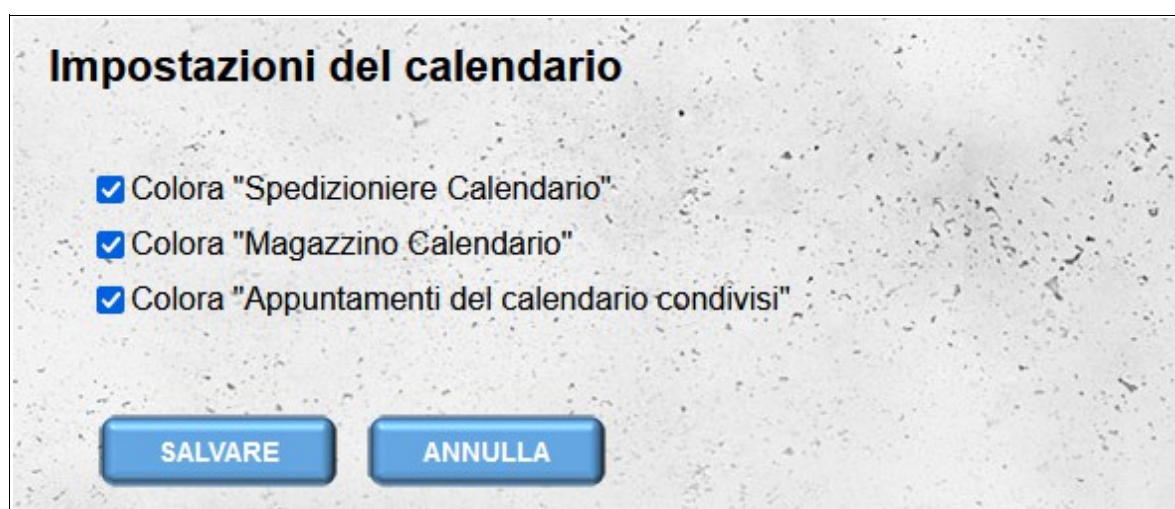 Impostazioni del calendario
Colora "Spedizioniere Calendario"
Colora "Magazzino Calendario"
Colora "Appuntamenti del calendario condivisi"
SALVARE ANNULLA